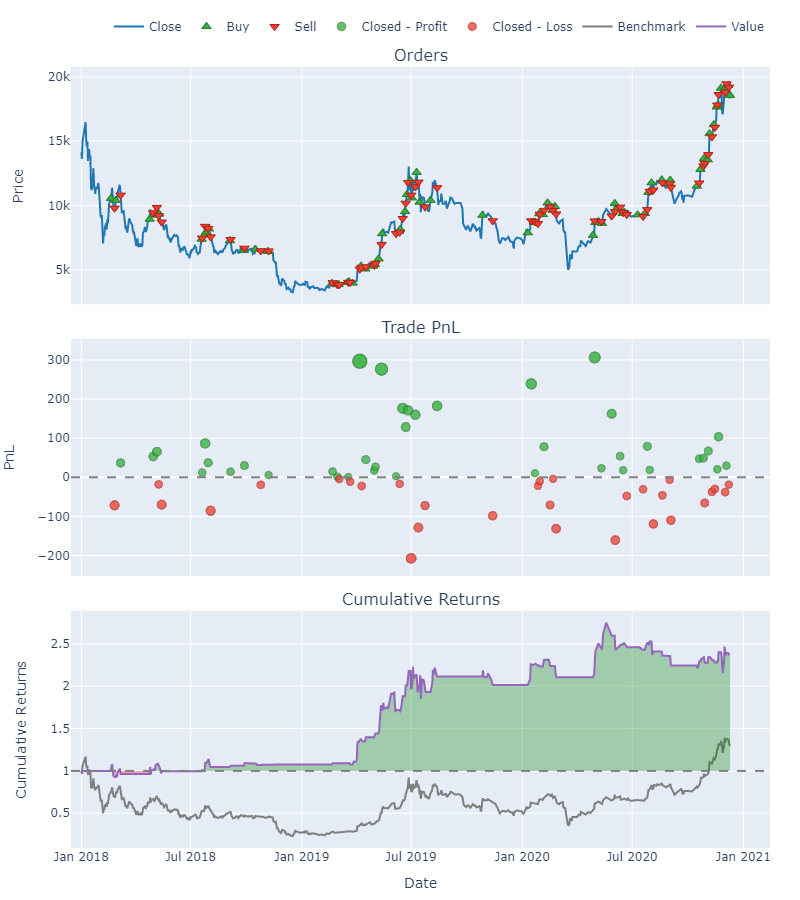 Close Buy Sell Closed - Profit Closed - Loss Benchmark Value
Orders
20k
15k
10k
5k
Price
Trade PnL
300
200
100
0
−100
−200
PnL
Cumulative Returns
2.5
2
1.5
1
0.5
Cumulative Returns
Jan 2018 Jul 2018 Jan 2019 Jul 2019 Jan 2020 Jul 2020 Jan 2021
Date